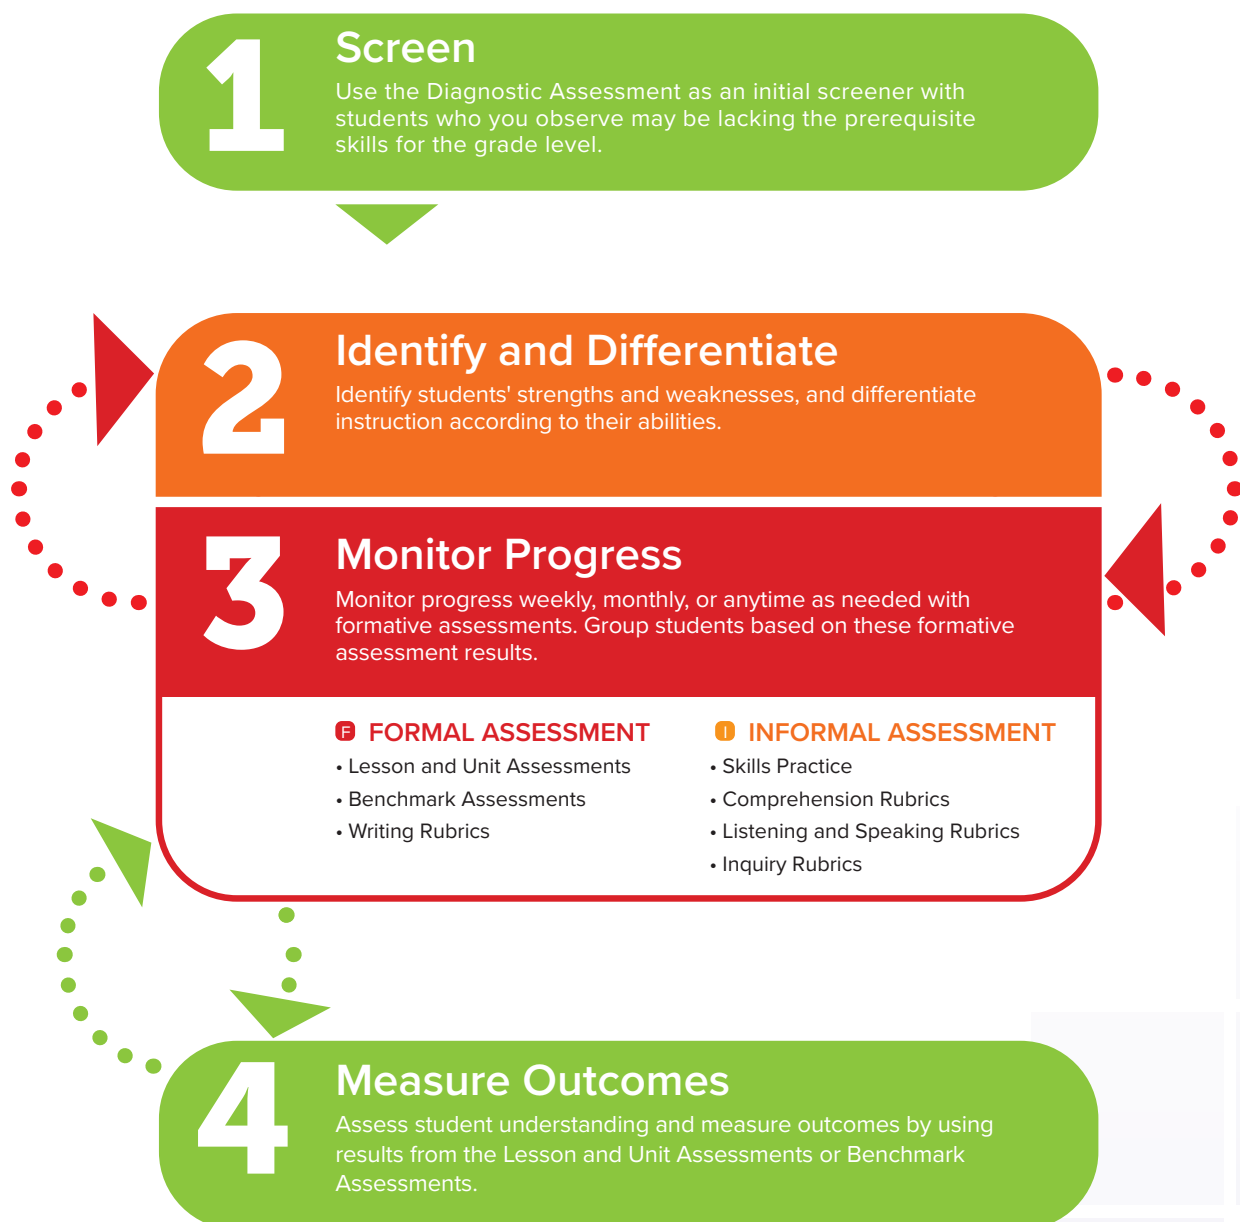 1
Screen
Use the Diagnostic Assessment as an initial screener with
students who you observe may be lacking the prerequisite
skills for the grade level.
2
Identify and Differentiate
Identify students' strengths and weaknesses, and differentiate
instruction according to their abilities.
3
Monitor Progress
Monitor progress weekly, monthly, or anytime as needed with
formative assessments. Group students based on these formative
assessment results.
F FORMAL ASSESSMENT
• Lesson and Unit Assessments
• Benchmark Assessments
• Writing Rubrics
I INFORMAL ASSESSMENT
• Skills Practice
• Comprehension Rubrics
• Listening and Speaking Rubrics
• Inquiry Rubrics
4
Measure Outcomes
Assess student understanding and measure outcomes by using
results from the Lesson and Unit Assessments or Benchmark
Assessments.